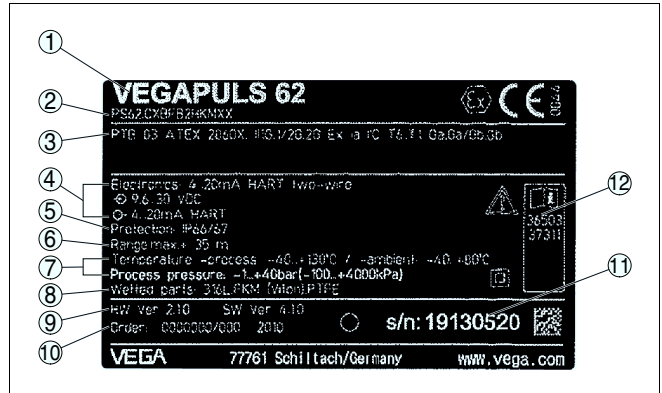 1
VEGAPULS 62
2
PS62.CXBFB2HKMXX
3
PTB 03 ATEX 2060X, II1G,1/2G,2G Ex ia IIC T6..T1 Ga,Ga/Gb,Gb
0044
4
Electronics: 4..20mA HART two-wire
9.6..30 VDC
4..20mA HART
12
5
Protection: IP66/67
36503
37311
6
Range max.: 35 m
7
Temperature -process -40..+130°C / -ambient: -40..+80°C
Process pressure: -1..+40bar(-100..+4000kPa)
11
8
Wetted parts: 316L,FKM (Viton),PTFE
9
HW Ver 2.10 SW Ver 4.10
10
Order: 0000000/000 2010
s/n: 19130520
VEGA 77761 Schiltach/Germany www.vega.com